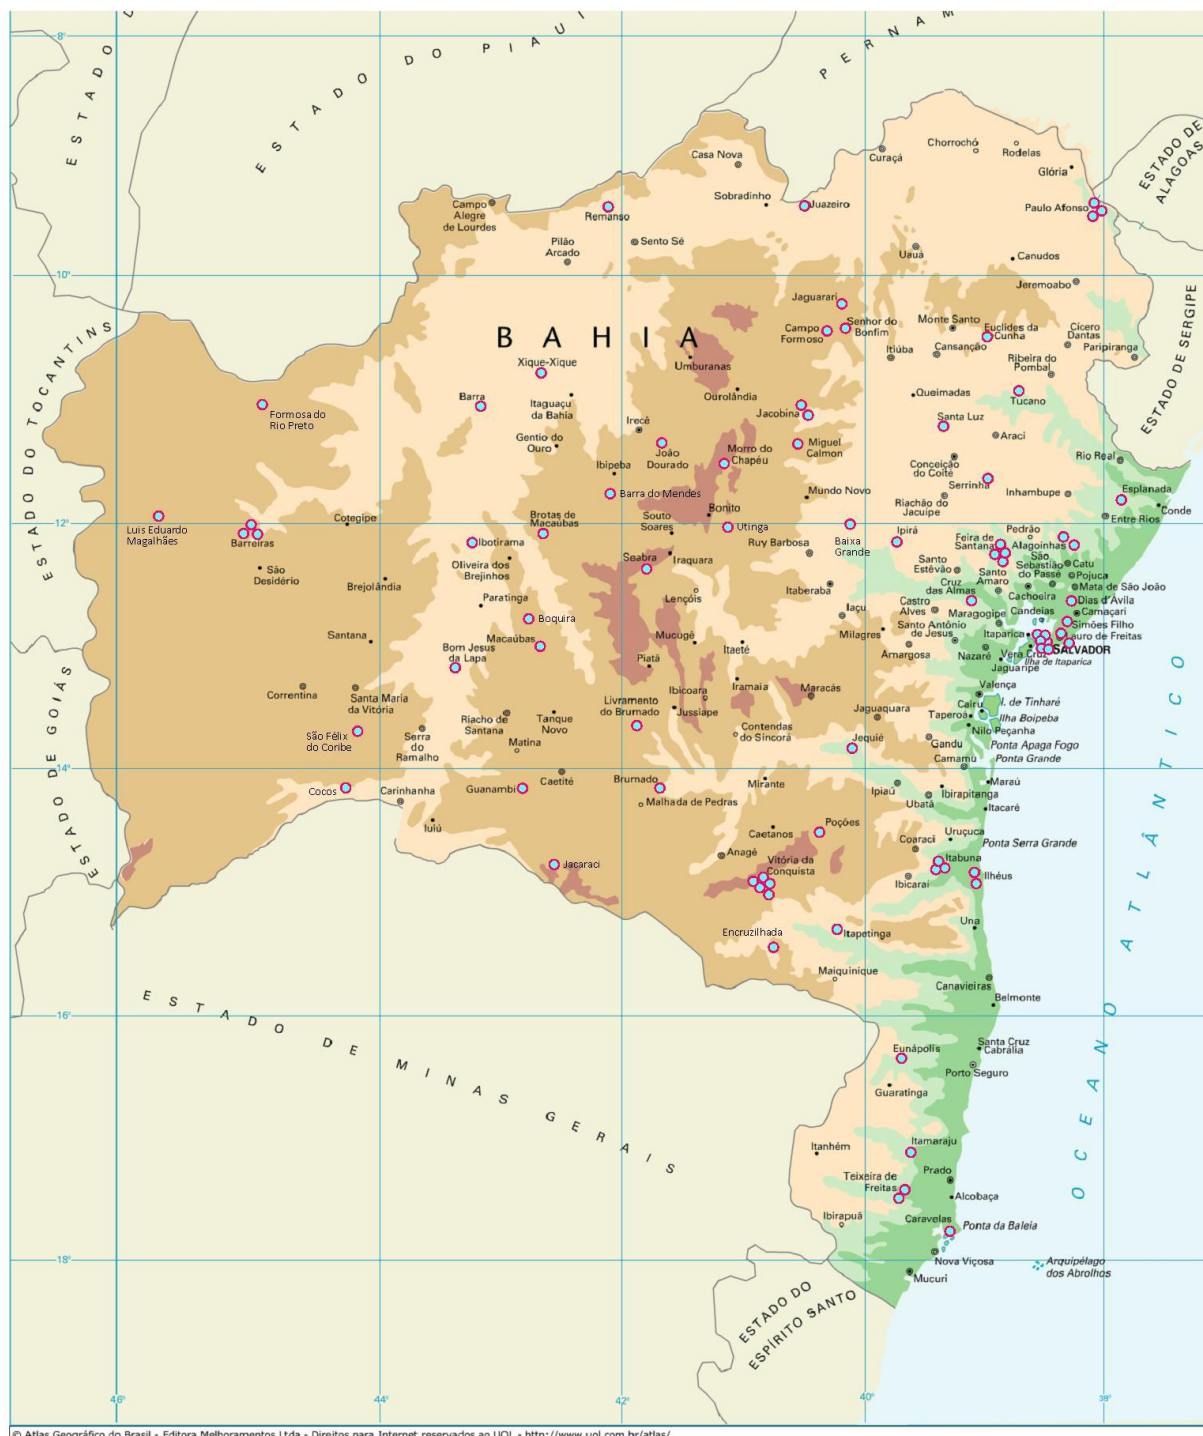 8°
ESTADO
ESTADO DO PIAUÍ
PERNAM
ESTADO DE
ALAGOAS
Casa Nova
Curaçá
Chorrochó
Rodelas
Glória
Campo
Alegre
de Lourdes
Remanso
Sobradinho
Juazeiro
Paulo Afonso
Pilão
Arcado
Sento Sé
Uauá
Canudos
10°
Jeremoabo
Jaguarari
BAHIA
Campo
Formoso
Senhor do
Bonfim
Monte Santo
Euclides da
Cunha
Cícero
Dantas
Paripiranga
Itiúba
Cansanção
Ribeira do
Pombal
ESTADO DE SERGIPE
ESTADO DO TOCANTINS
Xique-Xique
Umburanas
Formosa do
Rio Preto
Barra
Itaguaçu
da Bahia
Ourolândia
Jacobina
Queimadas
Tucano
Irecê
Santa Luz
Araci
Gentio do
Ouro
João
Dourado
Morro do
Chapéu
Miguel
Calmon
Rio Real
Ibipeba
Conceição
do Coité
Serrinha
Barra do Mendes
Mundo Novo
Riachão do
Jacuípe
Inhambupe
Esplanada
Conde
Luis Eduardo
Magalhães
12°
Cotegipe
Brotas de
Macaúbas
Souto
Soares
Bonito
Utinga
Entre Rios
Barreiras
Ibotirama
Ruy Barbosa
Baixa
Grande
Ipirá
Feira de
Santana
Pedrão
Alagoinhas
Oliveira dos
Brejinhos
Seabra
Iraquara
São
Desidério
Brejolândia
Santo
Estêvão
Santo
Amaro
São
Sebastião
do Passé
Catu
Pojuca
Mata de São João
Paratinga
Lençóis
Itaberaba
Cruz
das Almas
Cachoeira
Dias d'Ávila
Camaçari
Iaçu
Castro
Alves
Maragogipe
Candeias
Simões Filho
Boquira
Santana
Macaúbas
Mucugê
Itaeté
Milagres
Santo Antônio
de Jesus
Itaparica
Lauro de Freitas
SALVADOR
Bom Jesus
da Lapa
Piatã
Amargosa
Nazaré
Vera Cruz
Ilha de Itaparica
Jaguaripe
Correntina
Santa Maria
da Vitória
Ibicoara
Iramaia
Maracás
Valença
I. de Tinharé
Riacho de
Santana
Tanque
Novo
Livramento
do Brumado
Jussiape
Jaguaquara
Cairu
Taperoá
Ilha Boipeba
Nilo Peçanha
São Félix
do Coribe
Serra
do
Ramalho
Matina
Contendas
do Sincorá
Jequié
Gandu
Ponta Apaga Fogo
14°
Camamu
Ponta Grande
Cocos
Carinhanha
Guanambi
Caetité
Brumado
Mirante
Ipiaú
Ibirapitanga
Maraú
Malhada de Pedras
Ubatã
Itacaré
Iuiú
Caetanos
Poções
Uruçuca
Ponta Serra Grande
Anagé
Vitória da
Conquista
Coaraci
Itabuna
Jacaraci
Ibicaraí
Ilhéus
ESTADO DE GOIÁS
Encruzilhada
Itapetinga
Una
Maiquinique
Canavieiras
Belmonte
16°
ESTADO DE MINAS GERAIS
OCEANO ATLÂNTICO
Eunápolis
Santa Cruz
Cabrália
Porto Seguro
Guaratinga
Itamaraju
Itanhém
Teixeira de
Freitas
Prado
Alcobaça
Ibirapuã
Caravelas
Ponta da Baleia
18°
Nova Viçosa
Arquipélago
dos Abrolhos
Mucuri
ESTADO DO
ESPÍRITO SANTO
46° 44° 42° 40° 38°
© Atlas Geográfico do Brasil - Editora Melhoramentos Ltda - Direitos para Internet reservados ao UOL - http://www.uol.com.br/atlas/